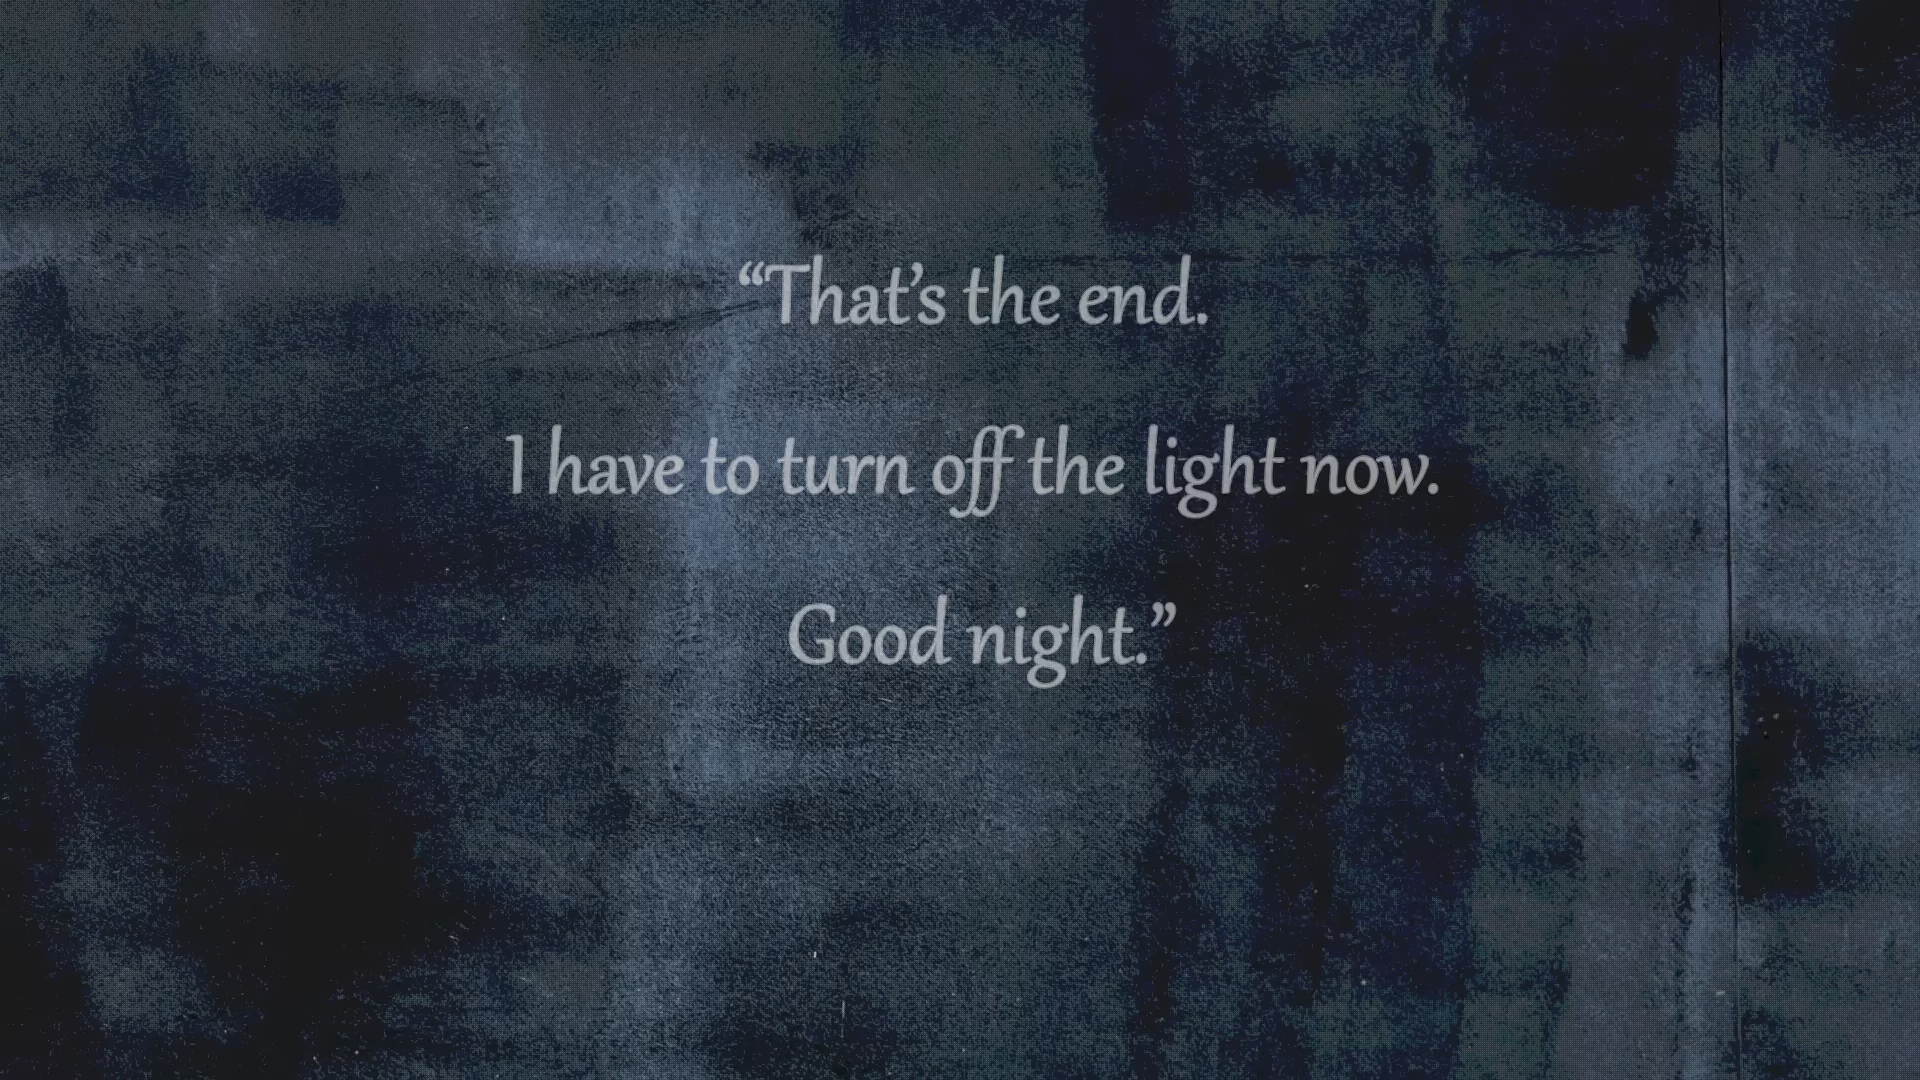 “That’s the end.
I have to turn off the light now.
Good night.”